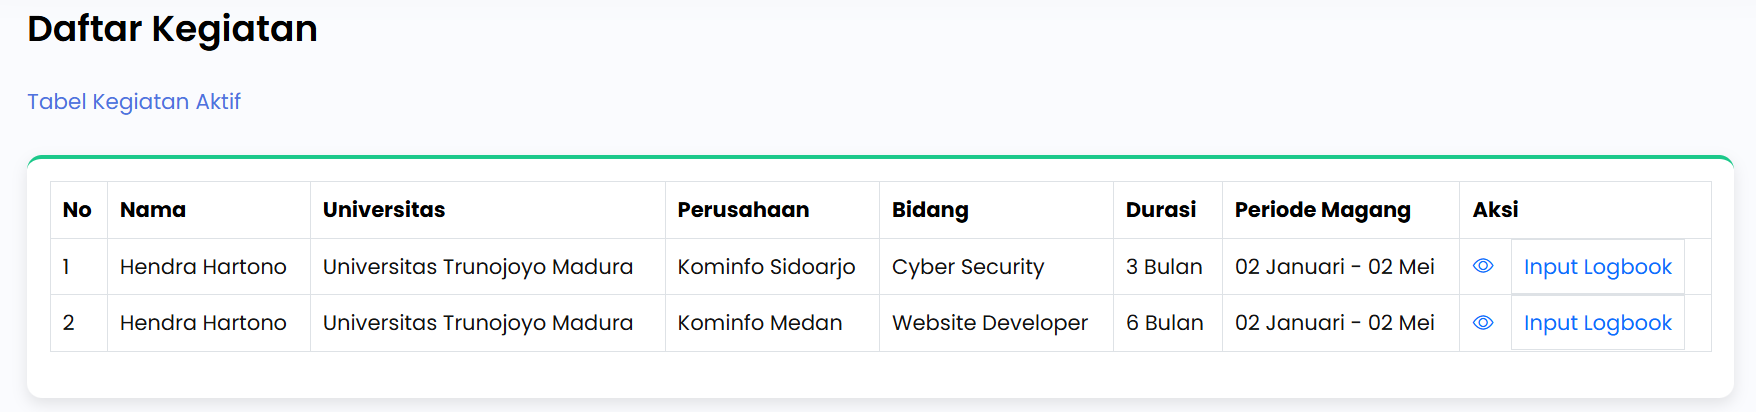 Daftar Kegiatan
Tabel Kegiatan Aktif
No Nama Universitas Perusahaan Bidang Durasi Periode Magang Aksi
1 Hendra Hartono Universitas Trunojoyo Madura Kominfo Sidoarjo Cyber Security 3 Bulan 02 Januari - 02 Mei Input Logbook
2 Hendra Hartono Universitas Trunojoyo Madura Kominfo Medan Website Developer 6 Bulan 02 Januari - 02 Mei Input Logbook